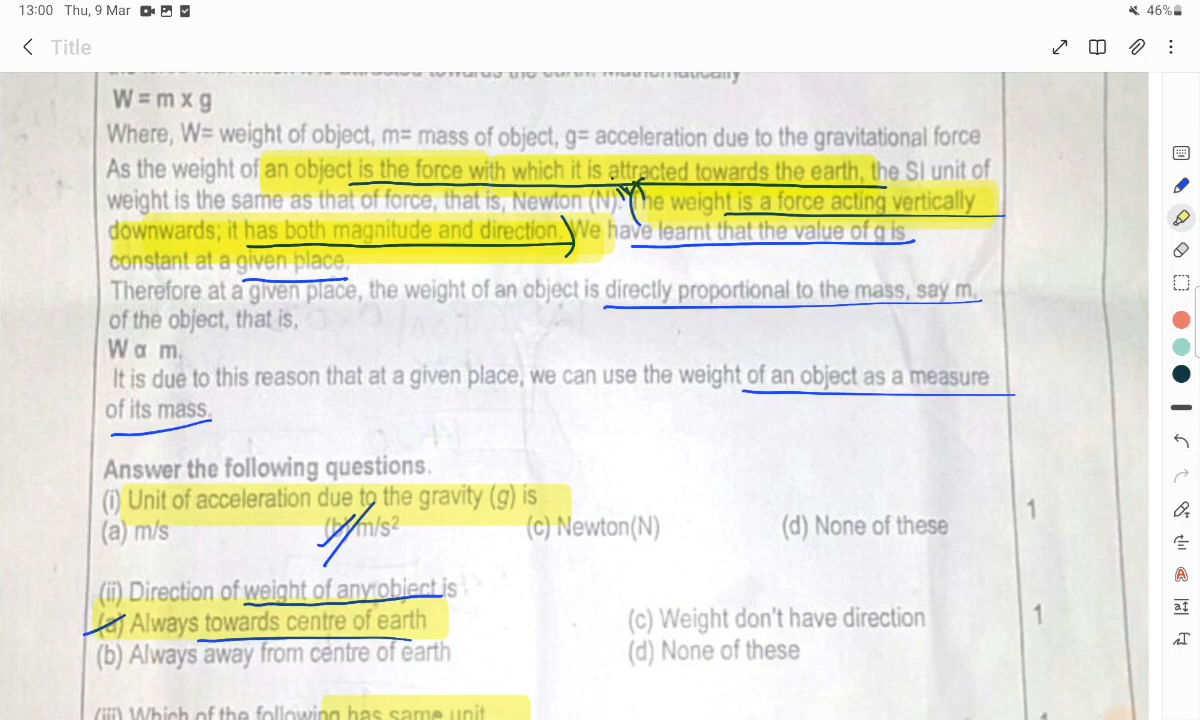 13:00 Thu, 9 Mar
46%
Title
W = m x g
Where, W= weight of object, m= mass of object, g= acceleration due to the gravitational force
As the weight of an object is the force with which it is attracted towards the earth, the SI unit of
weight is the same as that of force, that is, Newton (N). The weight is a force acting vertically
downwards; it has both magnitude and direction. We have learnt that the value of g is
constant at a given place.
Therefore at a given place, the weight of an object is directly proportional to the mass, say m,
of the object, that is,
W α m.
It is due to this reason that at a given place, we can use the weight of an object as a measure
of its mass.
Answer the following questions.
(i) Unit of acceleration due to the gravity (g) is
1
(a) m/s (b) m/s² (c) Newton(N) (d) None of these
(ii) Direction of weight of any object is
1
(a) Always towards centre of earth (c) Weight don't have direction
(b) Always away from centre of earth (d) None of these
(iii) Which of the following has same unit